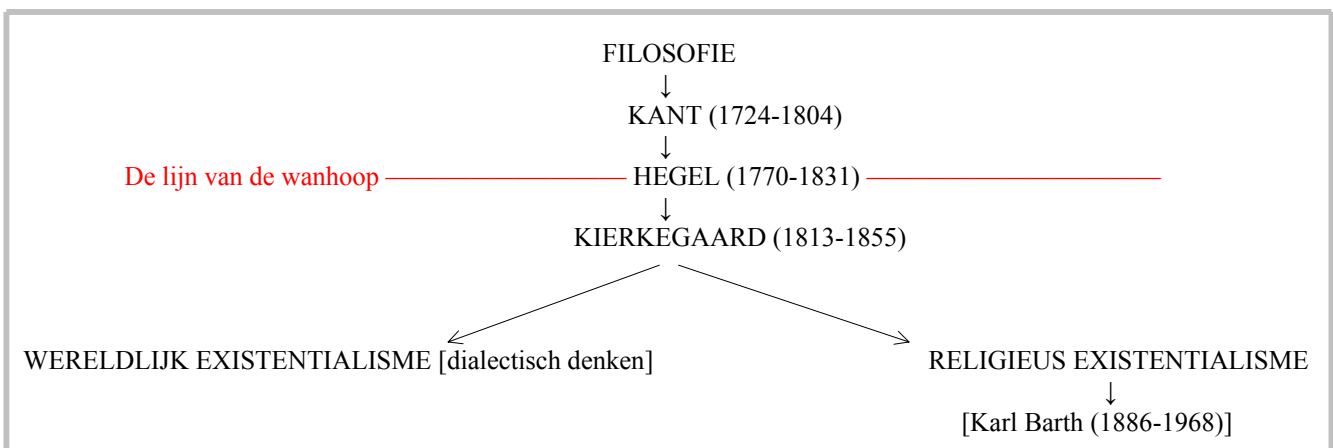 FILOSOFIE
↓
KANT (1724-1804)
↓
De lijn van de wanhoop HEGEL (1770-1831)
↓
KIERKEGAARD (1813-1855)
WERELDLIJK EXISTENTIALISME [dialectisch denken] RELIGIEUS EXISTENTIALISME
↓
[Karl Barth (1886-1968)]